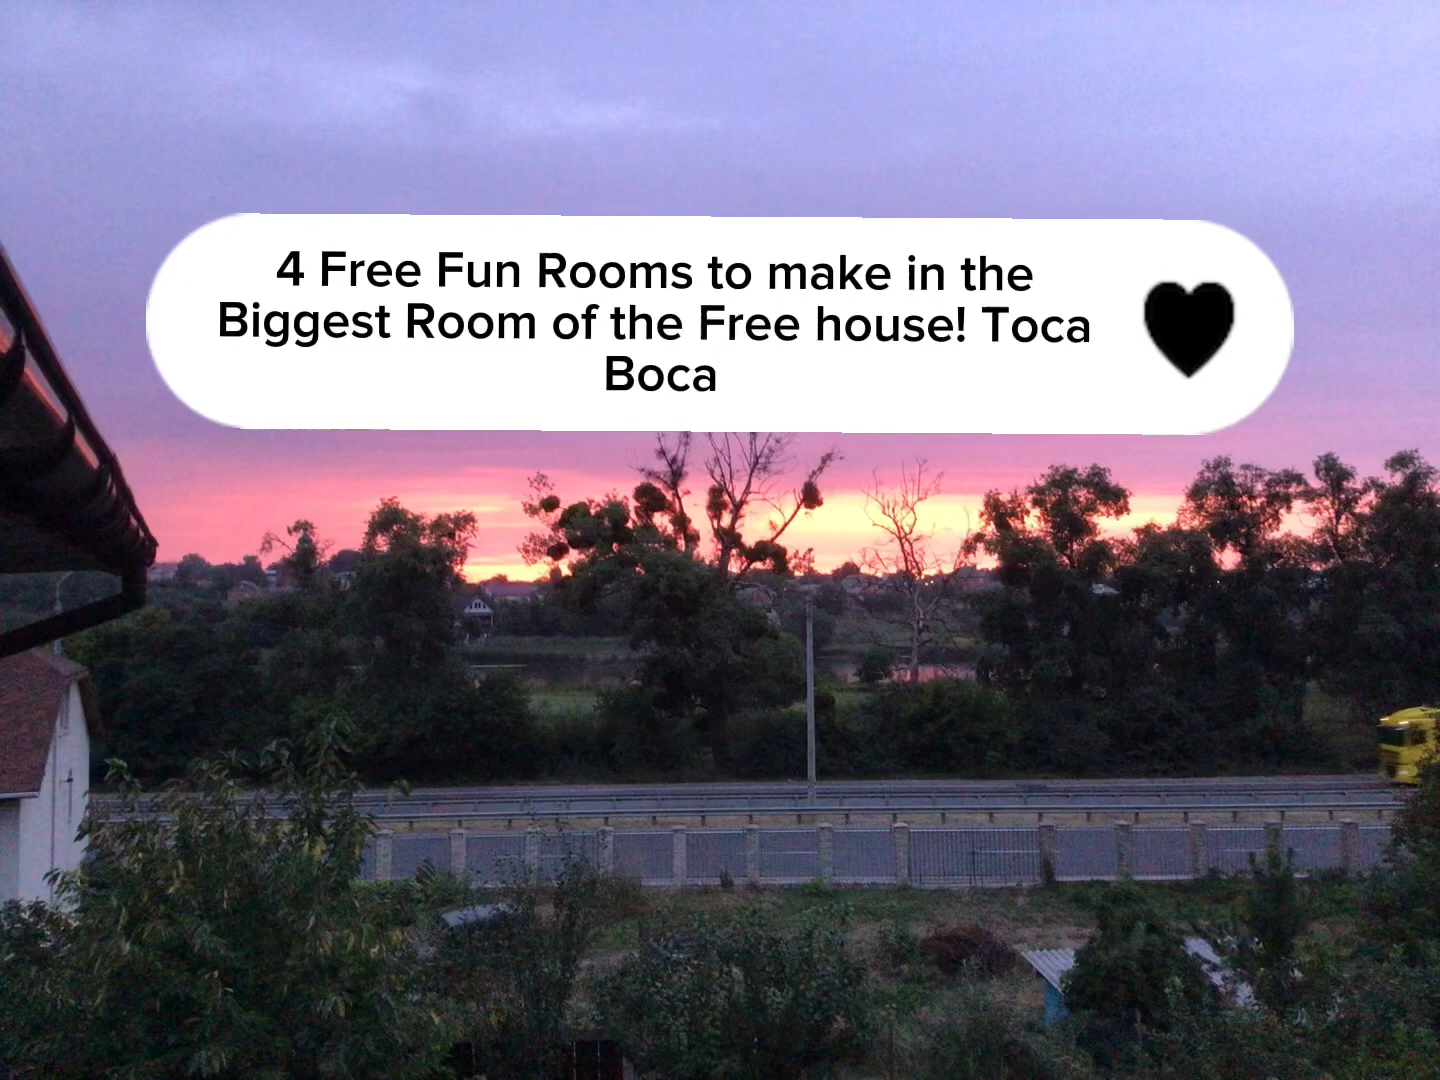 4 Free Fun Rooms to make in the
Biggest Room of the Free house! Toca
Boca